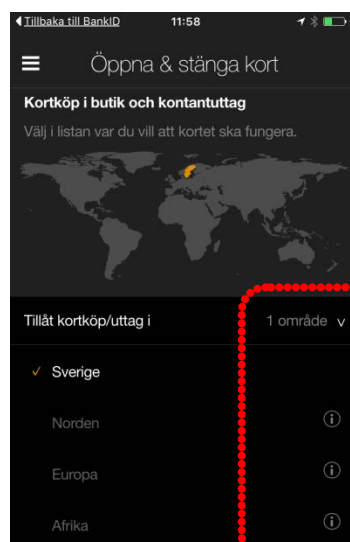 Tillbaka till BankID 11:58
Öppna & stänga kort
Kortköp i butik och kontantuttag
Välj i listan var du vill att kortet ska fungera.
Tillåt kortköp/uttag i 1 område
Sverige
Norden
Europa
Afrika